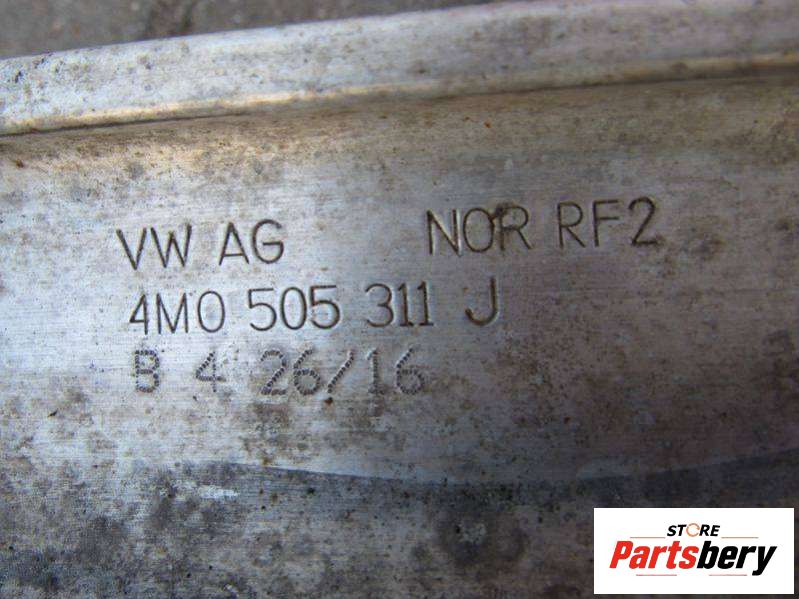 VW AG NOR RF2
4M0 505 311 J
B 4 26/16
STORE
Partsbery